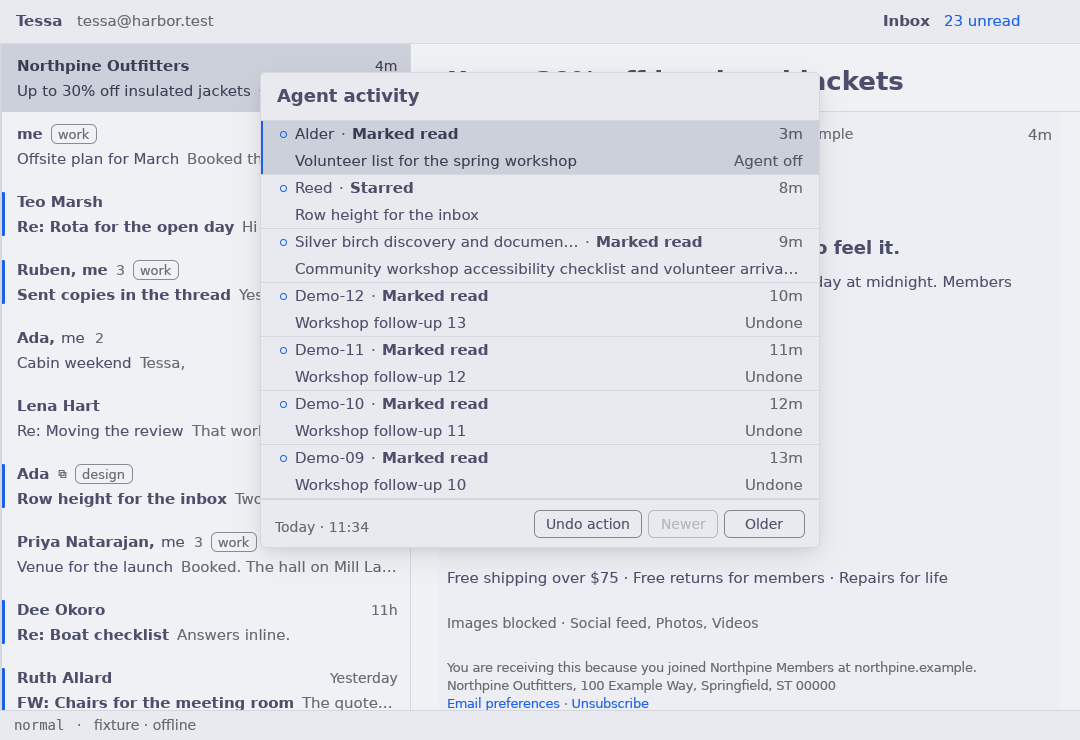 Tessa tessa@harbor.test Inbox 23 unread
Northpine Outfitters 4m
Up to 30% off insulated jackets
me work
Offsite plan for March Booked th
Teo Marsh
Re: Rota for the open day Hi
Ruben, me 3 work
Sent copies in the thread Yes
Ada, me 2
Cabin weekend Tessa,
Lena Hart
Re: Moving the review That worl
Ada design
Row height for the inbox Two
Priya Natarajan, me 3 work
Venue for the launch Booked. The hall on Mill La…
Dee Okoro 11h
Re: Boat checklist Answers inline.
Ruth Allard Yesterday
FW: Chairs for the meeting room The quote…
Agent activity
Alder · Marked read 3m
Volunteer list for the spring workshop Agent off
Reed · Starred 8m
Row height for the inbox
Silver birch discovery and documen… · Marked read 9m
Community workshop accessibility checklist and volunteer arriva…
Demo-12 · Marked read 10m
Workshop follow-up 13 Undone
Demo-11 · Marked read 11m
Workshop follow-up 12 Undone
Demo-10 · Marked read 12m
Workshop follow-up 11 Undone
Demo-09 · Marked read 13m
Workshop follow-up 10 Undone
Today · 11:34 Undo action Newer Older
ackets
mple 4m
o feel it.
day at midnight. Members
Free shipping over $75 · Free returns for members · Repairs for life
Images blocked · Social feed, Photos, Videos
You are receiving this because you joined Northpine Members at northpine.example.
Northpine Outfitters, 100 Example Way, Springfield, ST 00000
Email preferences · Unsubscribe
normal · fixture · offline